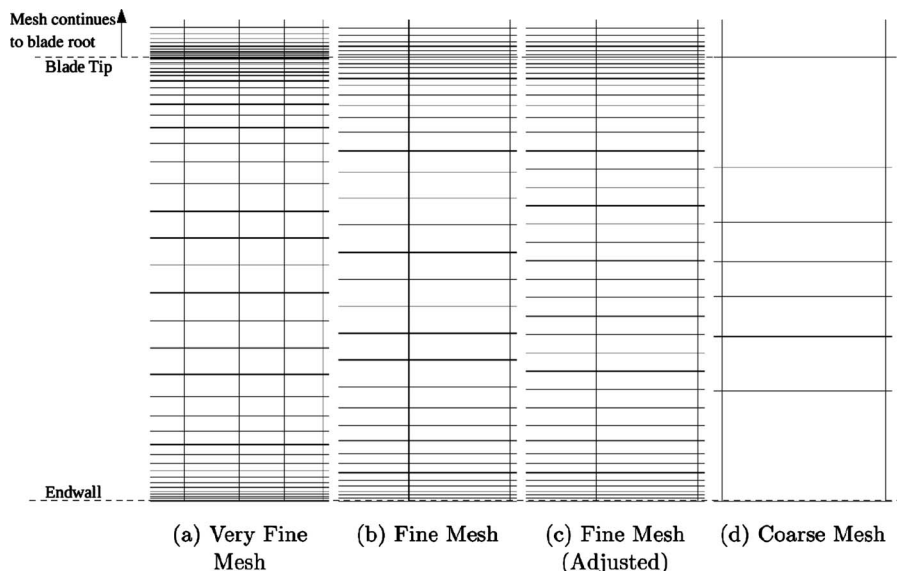 Mesh continues
to blade root
Blade Tip
Endwall
(a) Very Fine
Mesh
(b) Fine Mesh
(c) Fine Mesh
(Adjusted)
(d) Coarse Mesh